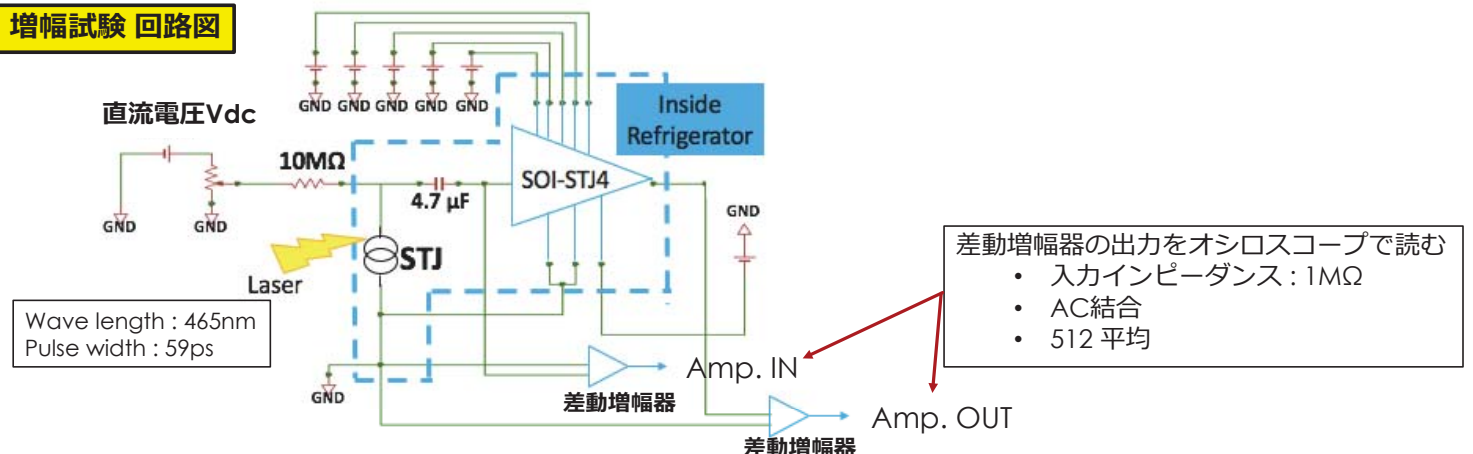 増幅試験 回路図
GND GND GND GND GND
Inside
Refrigerator
直流電圧Vdc
10MΩ
4.7 µF
SOI-STJ4
GND
GND
GND
STJ
Laser
Wave length : 465nm
Pulse width : 59ps
差動増幅器の出力をオシロスコープで読む
• 入力インピーダンス : 1MΩ
• AC結合
• 512 平均
Amp. IN
GND
差動増幅器
Amp. OUT
差動増幅器